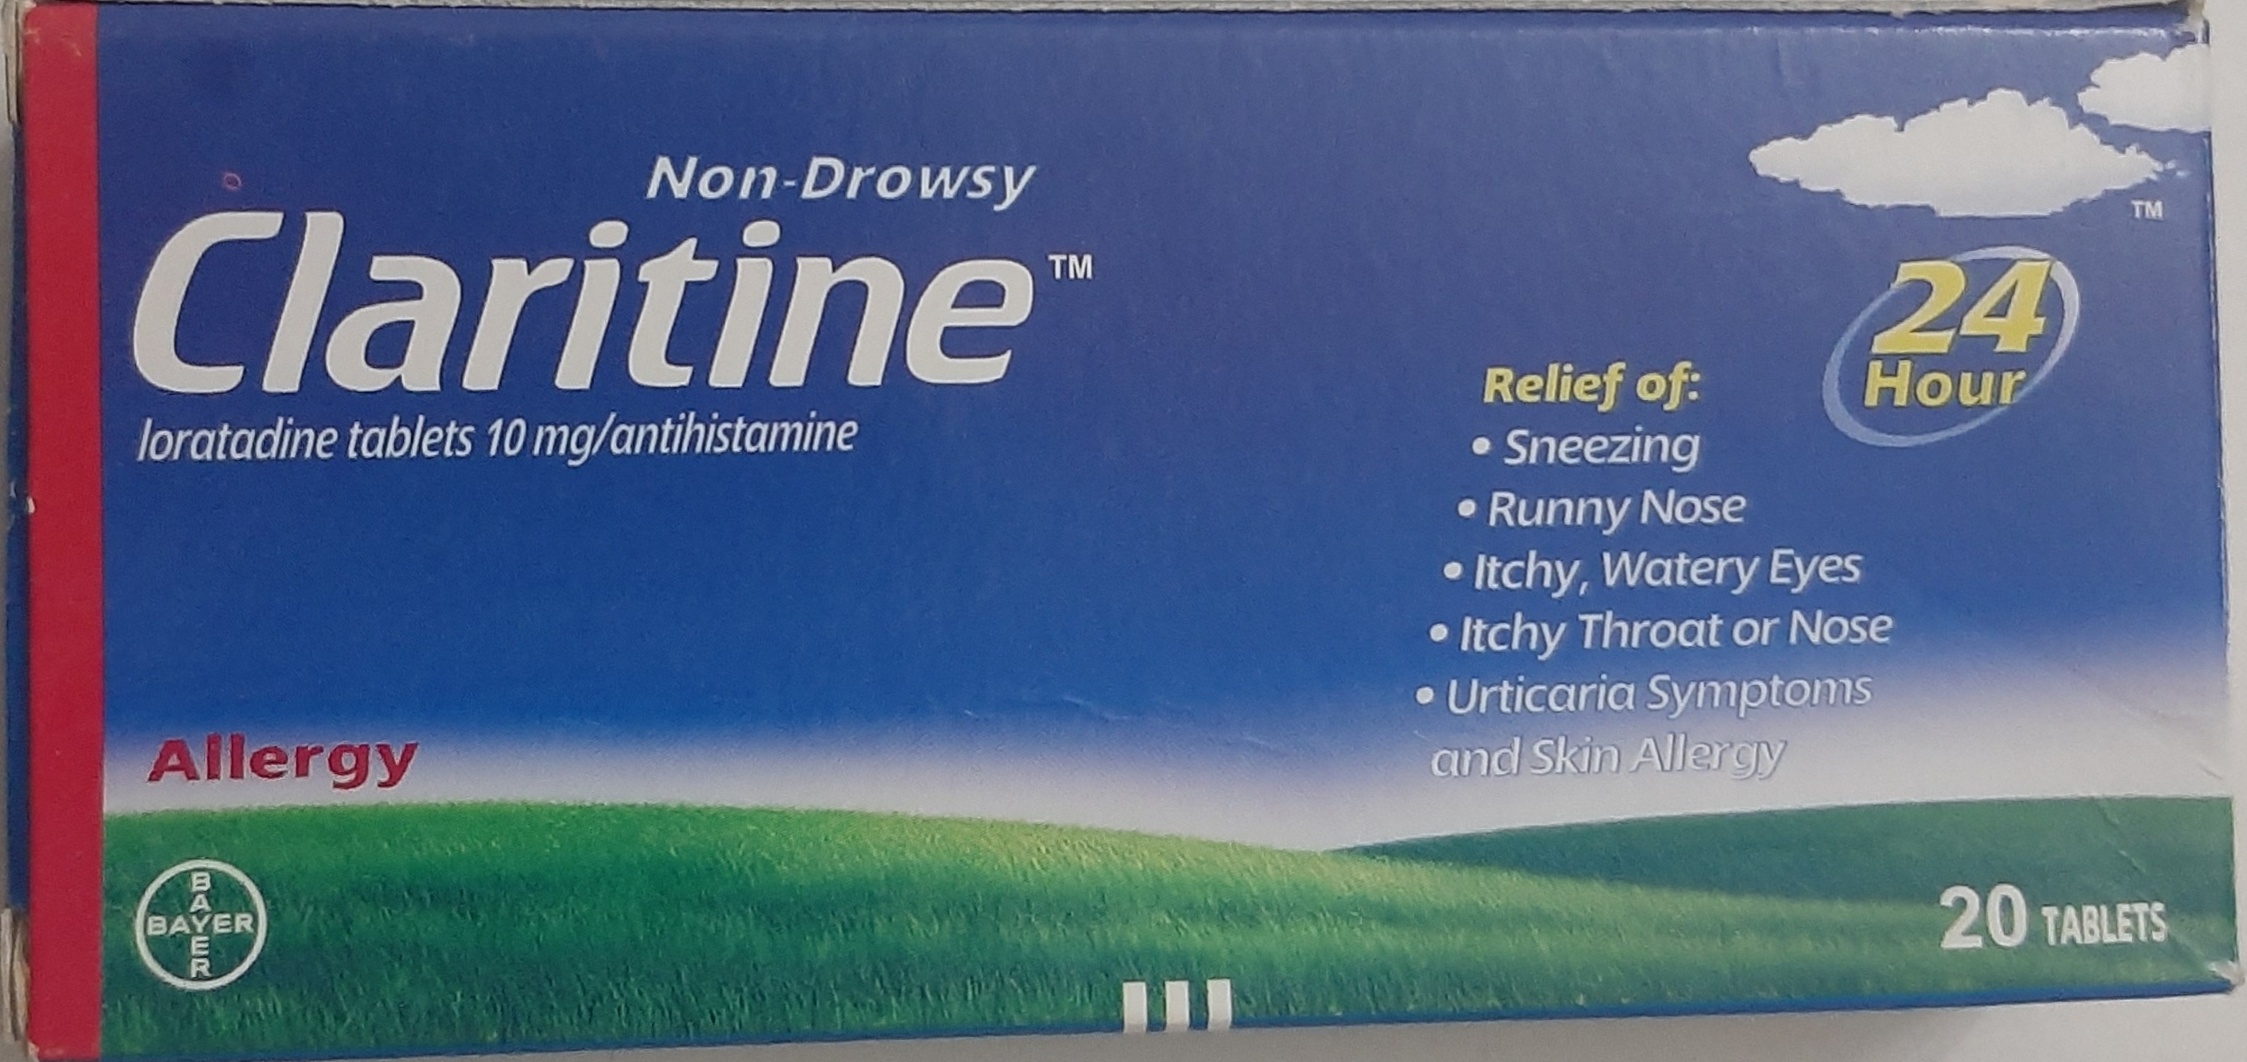 Non-Drowsy
Claritine™
loratadine tablets 10 mg/antihistamine
™
24
Hour
Relief of:
• Sneezing
• Runny Nose
• Itchy, Watery Eyes
• Itchy Throat or Nose
• Urticaria Symptoms
and Skin Allergy
Allergy
BAYER
BAYER
20 TABLETS